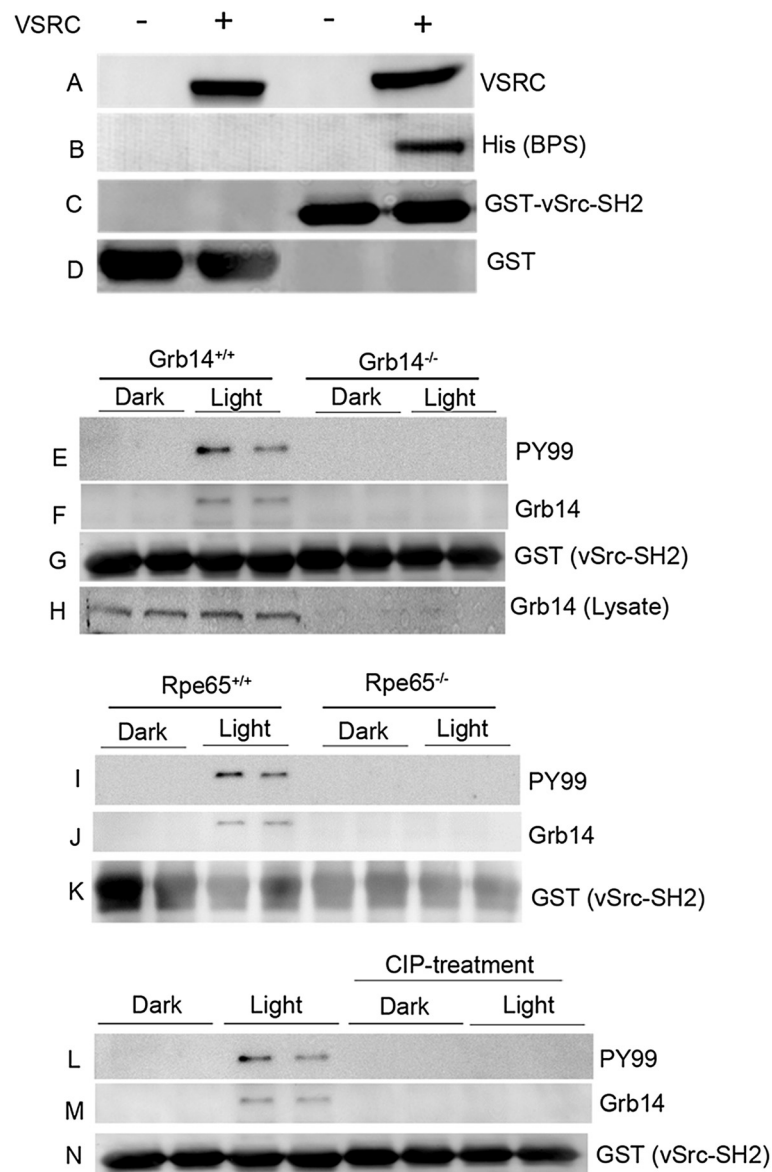 VSRC - + - +
A VSRC
B His (BPS)
C GST-vSrc-SH2
D GST
Grb14+/+ Grb14-/-
Dark Light Dark Light
E PY99
F Grb14
G GST (vSrc-SH2)
H Grb14 (Lysate)
Rpe65+/+ Rpe65-/-
Dark Light Dark Light
I PY99
J Grb14
K GST (vSrc-SH2)
CIP-treatment
Dark Light Dark Light
L PY99
M Grb14
N GST (vSrc-SH2)